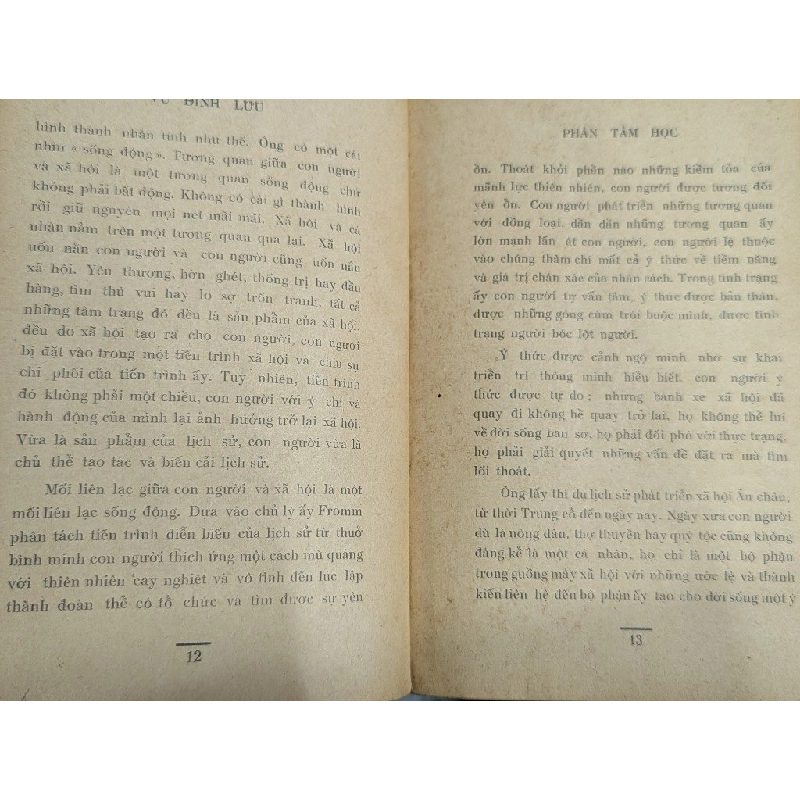 VŨ ĐÌNH LƯU
hình thành nhân tính như thế. Ông có một cái
nhìn « sống động ». Tương quan giữa con người
và xã hội là một tương quan sống động chứ
không phải bất động. Không có cái gì thành hình
rồi giữ nguyên mọi nét mãi mãi. Xã hội và cá
nhân nằm trên một tương quan qua lại. Xã hội
uốn nắn con người và con người cũng uốn nắn
xã hội. Yêu thương, hờn ghét, thống trị hay đầu
hàng, tìm thú vui hay lo sợ trốn tránh, tất cả
những tâm trạng đó đều là sản phẩm của xã hội,
đều do xã hội tạo ra cho con người, con người
bị đặt vào trong một tiến trình xã hội và chịu sự
chi phối của tiến trình ấy. Tuy nhiên, tiến trình
đó không phải một chiều, con người với ý chí và
hành động của mình lại ảnh hưởng trở lại xã hội.
Vừa là sản phẩm của lịch sử, con người vừa là
chủ thể tạo tác và biến cải lịch sử.
Mối liên lạc giữa con người và xã hội là một
mối liên lạc sống động. Dựa vào chủ lý ấy Fromm
phân tách tiến trình diễn biến của lịch sử từ thuở
bình minh con người thích ứng một cách mù quang
với thiên nhiên cay nghiệt và vô tình đến lúc lập
thành đoàn thể có tổ chức và tìm được sự yên
12
PHÂN TÂM HỌC
ồn. Thoát khỏi phần nào những kiềm tỏa của
mãnh lực thiên nhiên, con người được tương đối
yên ồn. Con người phát triển những tương quan
với đồng loại, dần dần những tương quan ấy
lớn mạnh lấn át con người, con người lệ thuộc
vào chúng thậm chí mất cả ý thức về tiềm năng
và giá trị chân xác của nhân cách. Trong tình trạng
ấy con người tự vấn tâm, ý thức được bản thân,
được những gông cùm trói buộc mình, được tình
trạng người bóc lột người.
Ý thức được cảnh ngộ mình nhờ sự khai
triển trí thông minh hiểu biết, con người ý
thức được tự do ; nhưng bánh xe xã hội đã
quay đi không hề quay trở lại, họ không thể lui
về đời sống ban sơ, họ phải đối phó với thực trạng,
họ phải giải quyết những vấn đề đặt ra mà tìm
lối thoát.
Ông lấy thí dụ lịch sử phát triển xã hội Âu châu,
từ thời Trung cổ đến ngày nay. Ngày xưa con người
dù là nông dân, thợ thuyền hay quý tộc cũng không
đáng kể là một cá nhân, họ chỉ là một bộ phận
trong guồng máy xã hội với những ước lệ và thành
kiến liên hệ đến bộ phận ấy tạo cho đời sống một ý
13